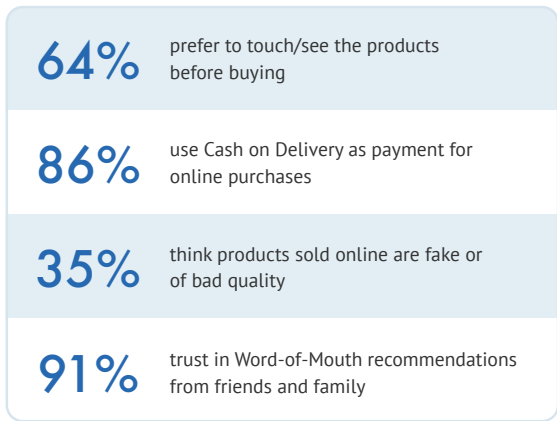 64%
prefer to touch/see the products
before buying
86%
use Cash on Delivery as payment for
online purchases
35%
think products sold online are fake or
of bad quality
91%
trust in Word-of-Mouth recommendations
from friends and family